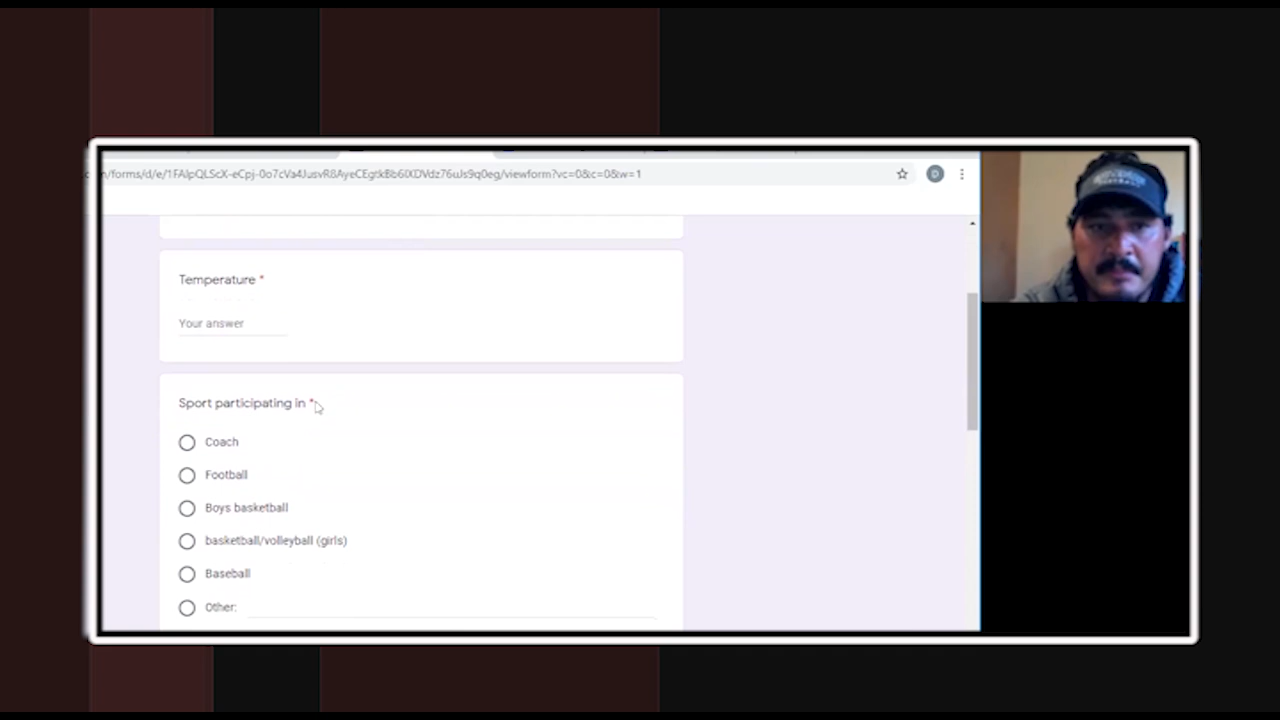 Temperature *
Your answer
Sport participating in *
Coach
Football
Boys basketball
basketball/volleyball (girls)
Baseball
Other: